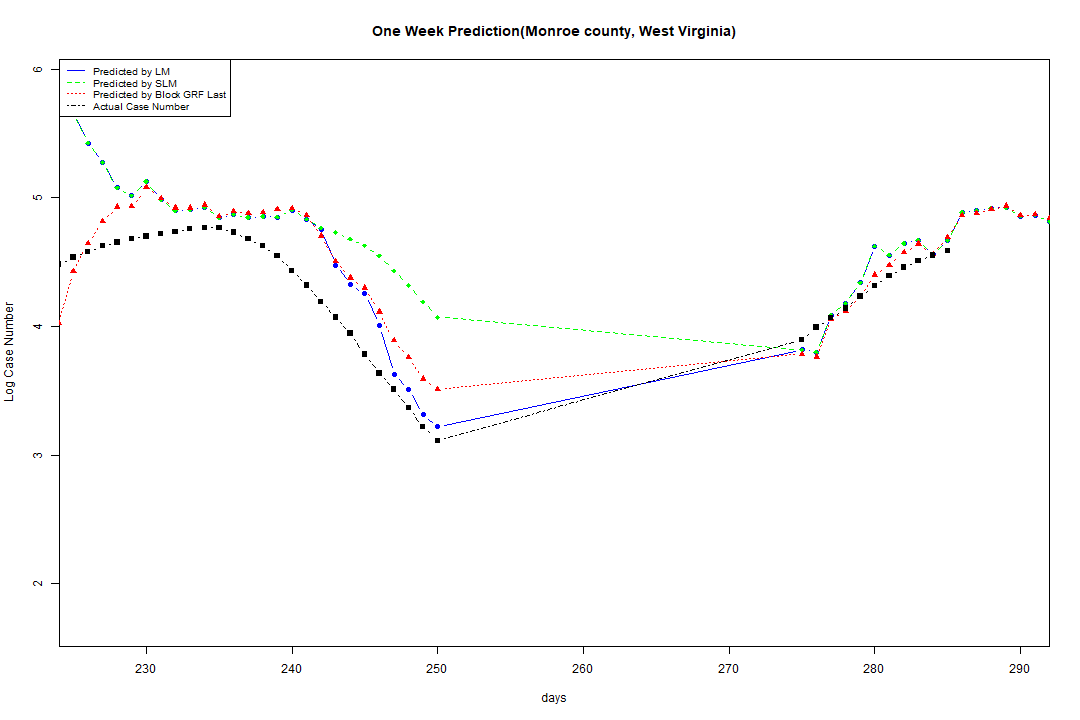 One Week Prediction(Monroe county, West Virginia)
Predicted by LM
Predicted by SLM
Predicted by Block GRF Last
Actual Case Number
6
5
4
3
2
Log Case Number
230 240 250 260 270 280 290
days